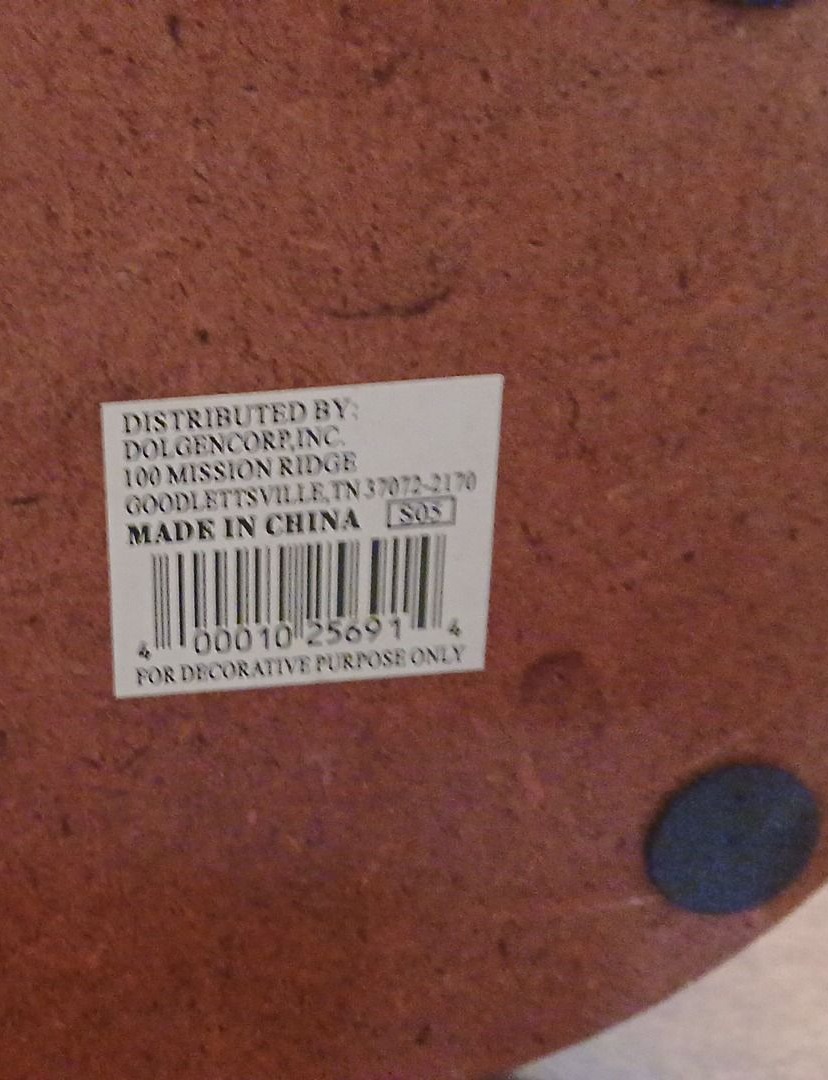 DISTRIBUTED BY:
DOLGENCORP,INC.
100 MISSION RIDGE
GOODLETTSVILLE,TN 37072-2170
MADE IN CHINA S05
4 00010 25691 4
FOR DECORATIVE PURPOSE ONLY